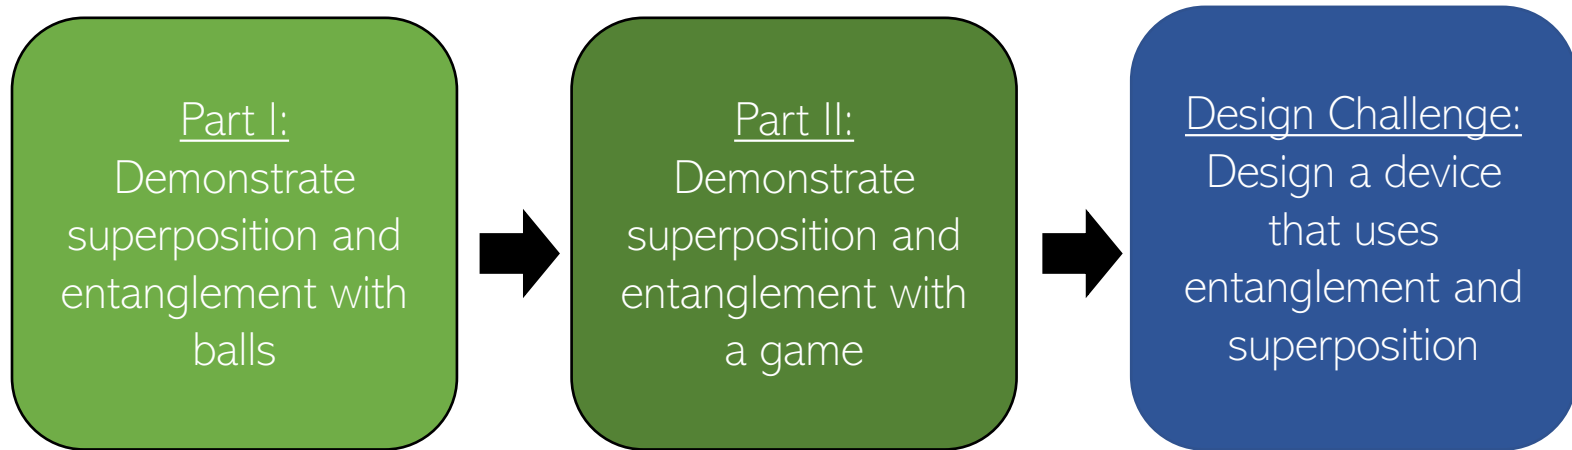 Part I:
Demonstrate
superposition and
entanglement with
balls
Part II:
Demonstrate
superposition and
entanglement with
a game
Design Challenge:
Design a device
that uses
entanglement and
superposition